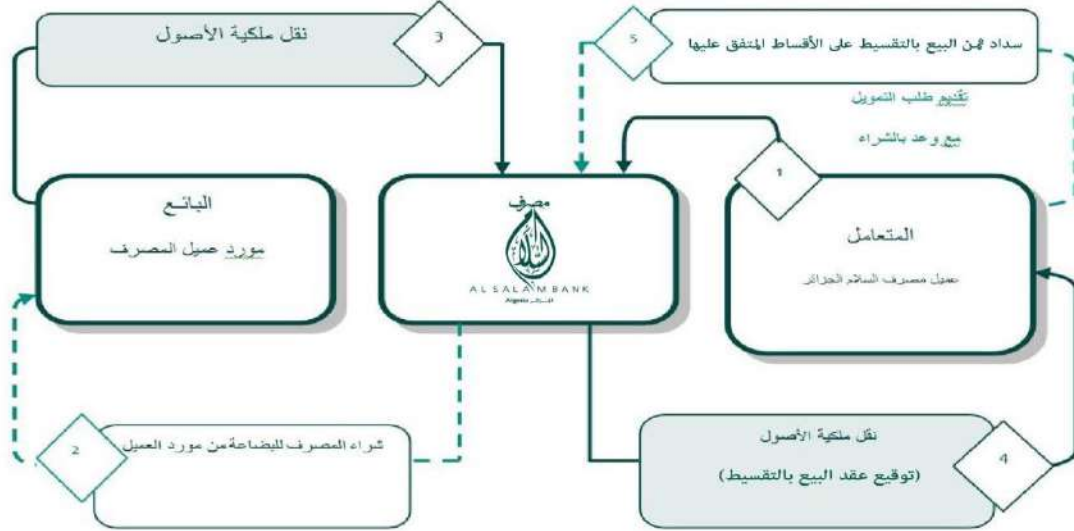 سداد ثمن البيع بالتقسيط على الأقساط المتفق عليها
5
نقل ملكية الأصول
3
تقديم طلب التمويل
مع وعد بالشراء
1
المتعامل
عميل مصرف السلام الجزائر
مصرف
السلام
AL SALAM BANK
Algeria الجزائر
البائع
مورد عميل المصرف
شراء المصرف للبضاعة من مورد العميل
2
نقل ملكية الأصول
(توقيع عقد البيع بالتقسيط)
4